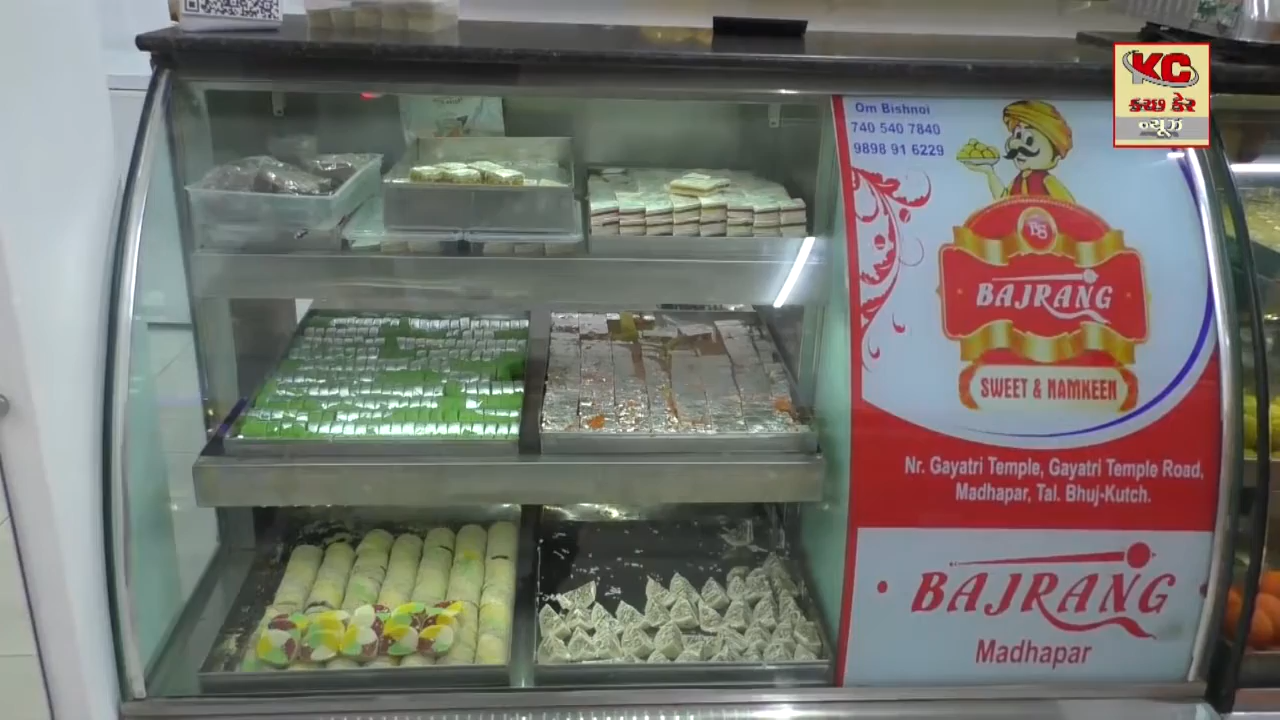 KC
કચ્છ કેર
ન્યૂઝ
Om Bishnoi
740 540 7840
9898 91 6229
BS
BAJRANG
SWEET & NAMKEEN
Nr. Gayatri Temple, Gayatri Temple Road,
Madhapar, Tal. Bhuj-Kutch.
BAJRANG
Madhapar